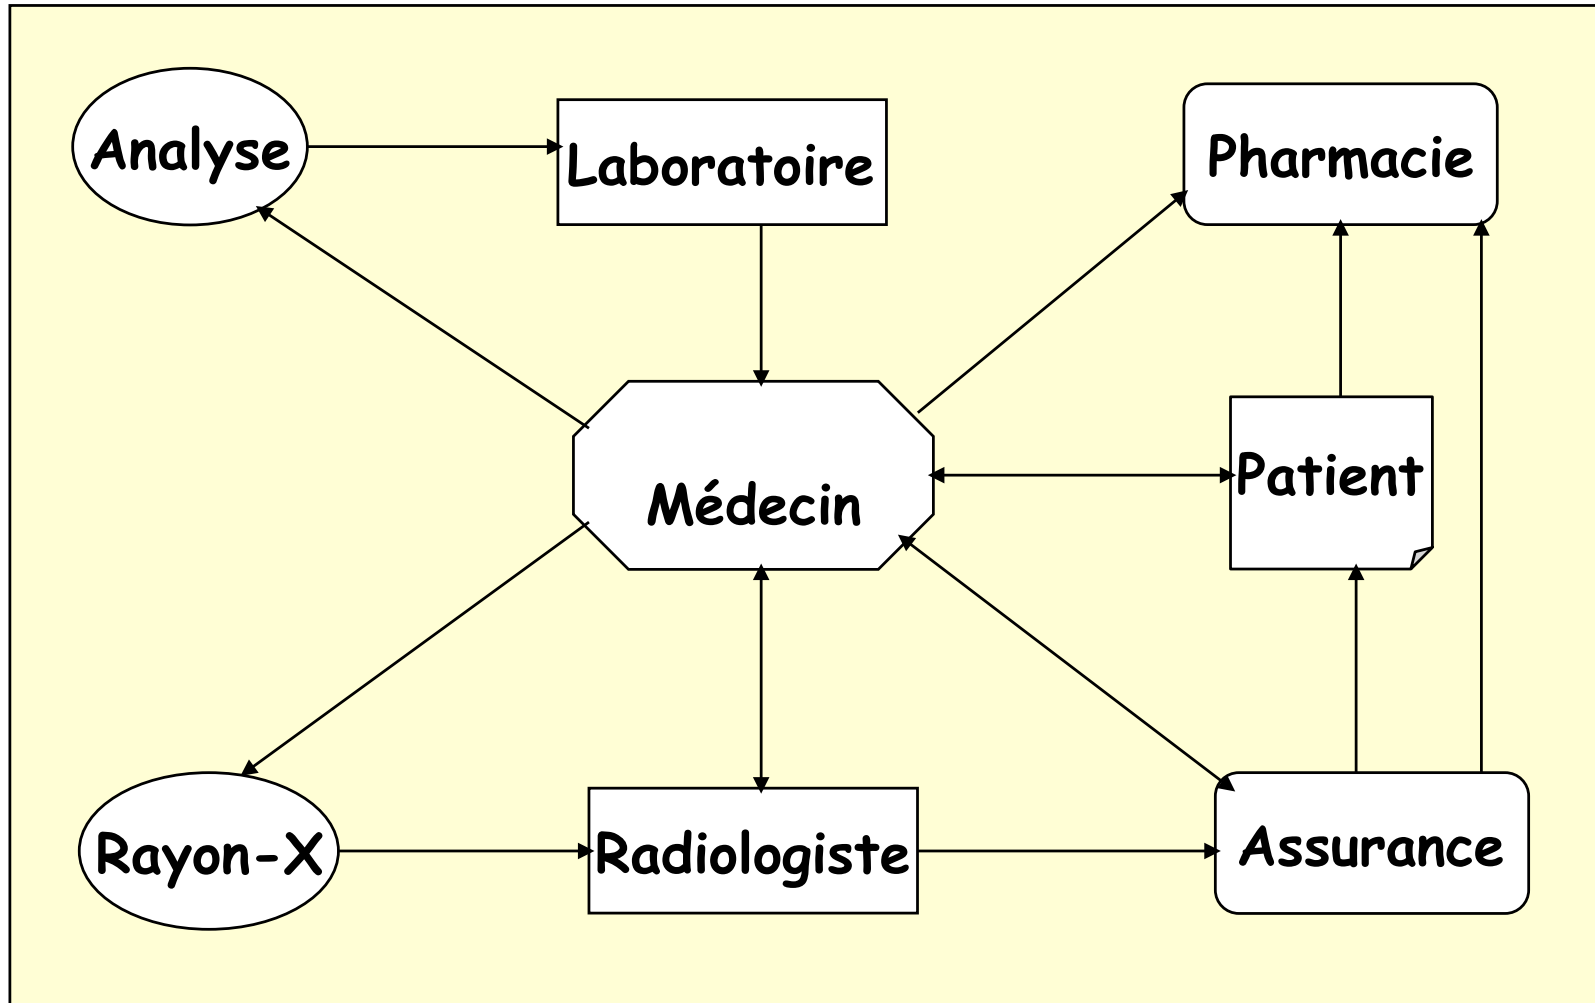 Analyse
Laboratoire
Pharmacie
Médecin
Patient
Rayon-X
Radiologiste
Assurance